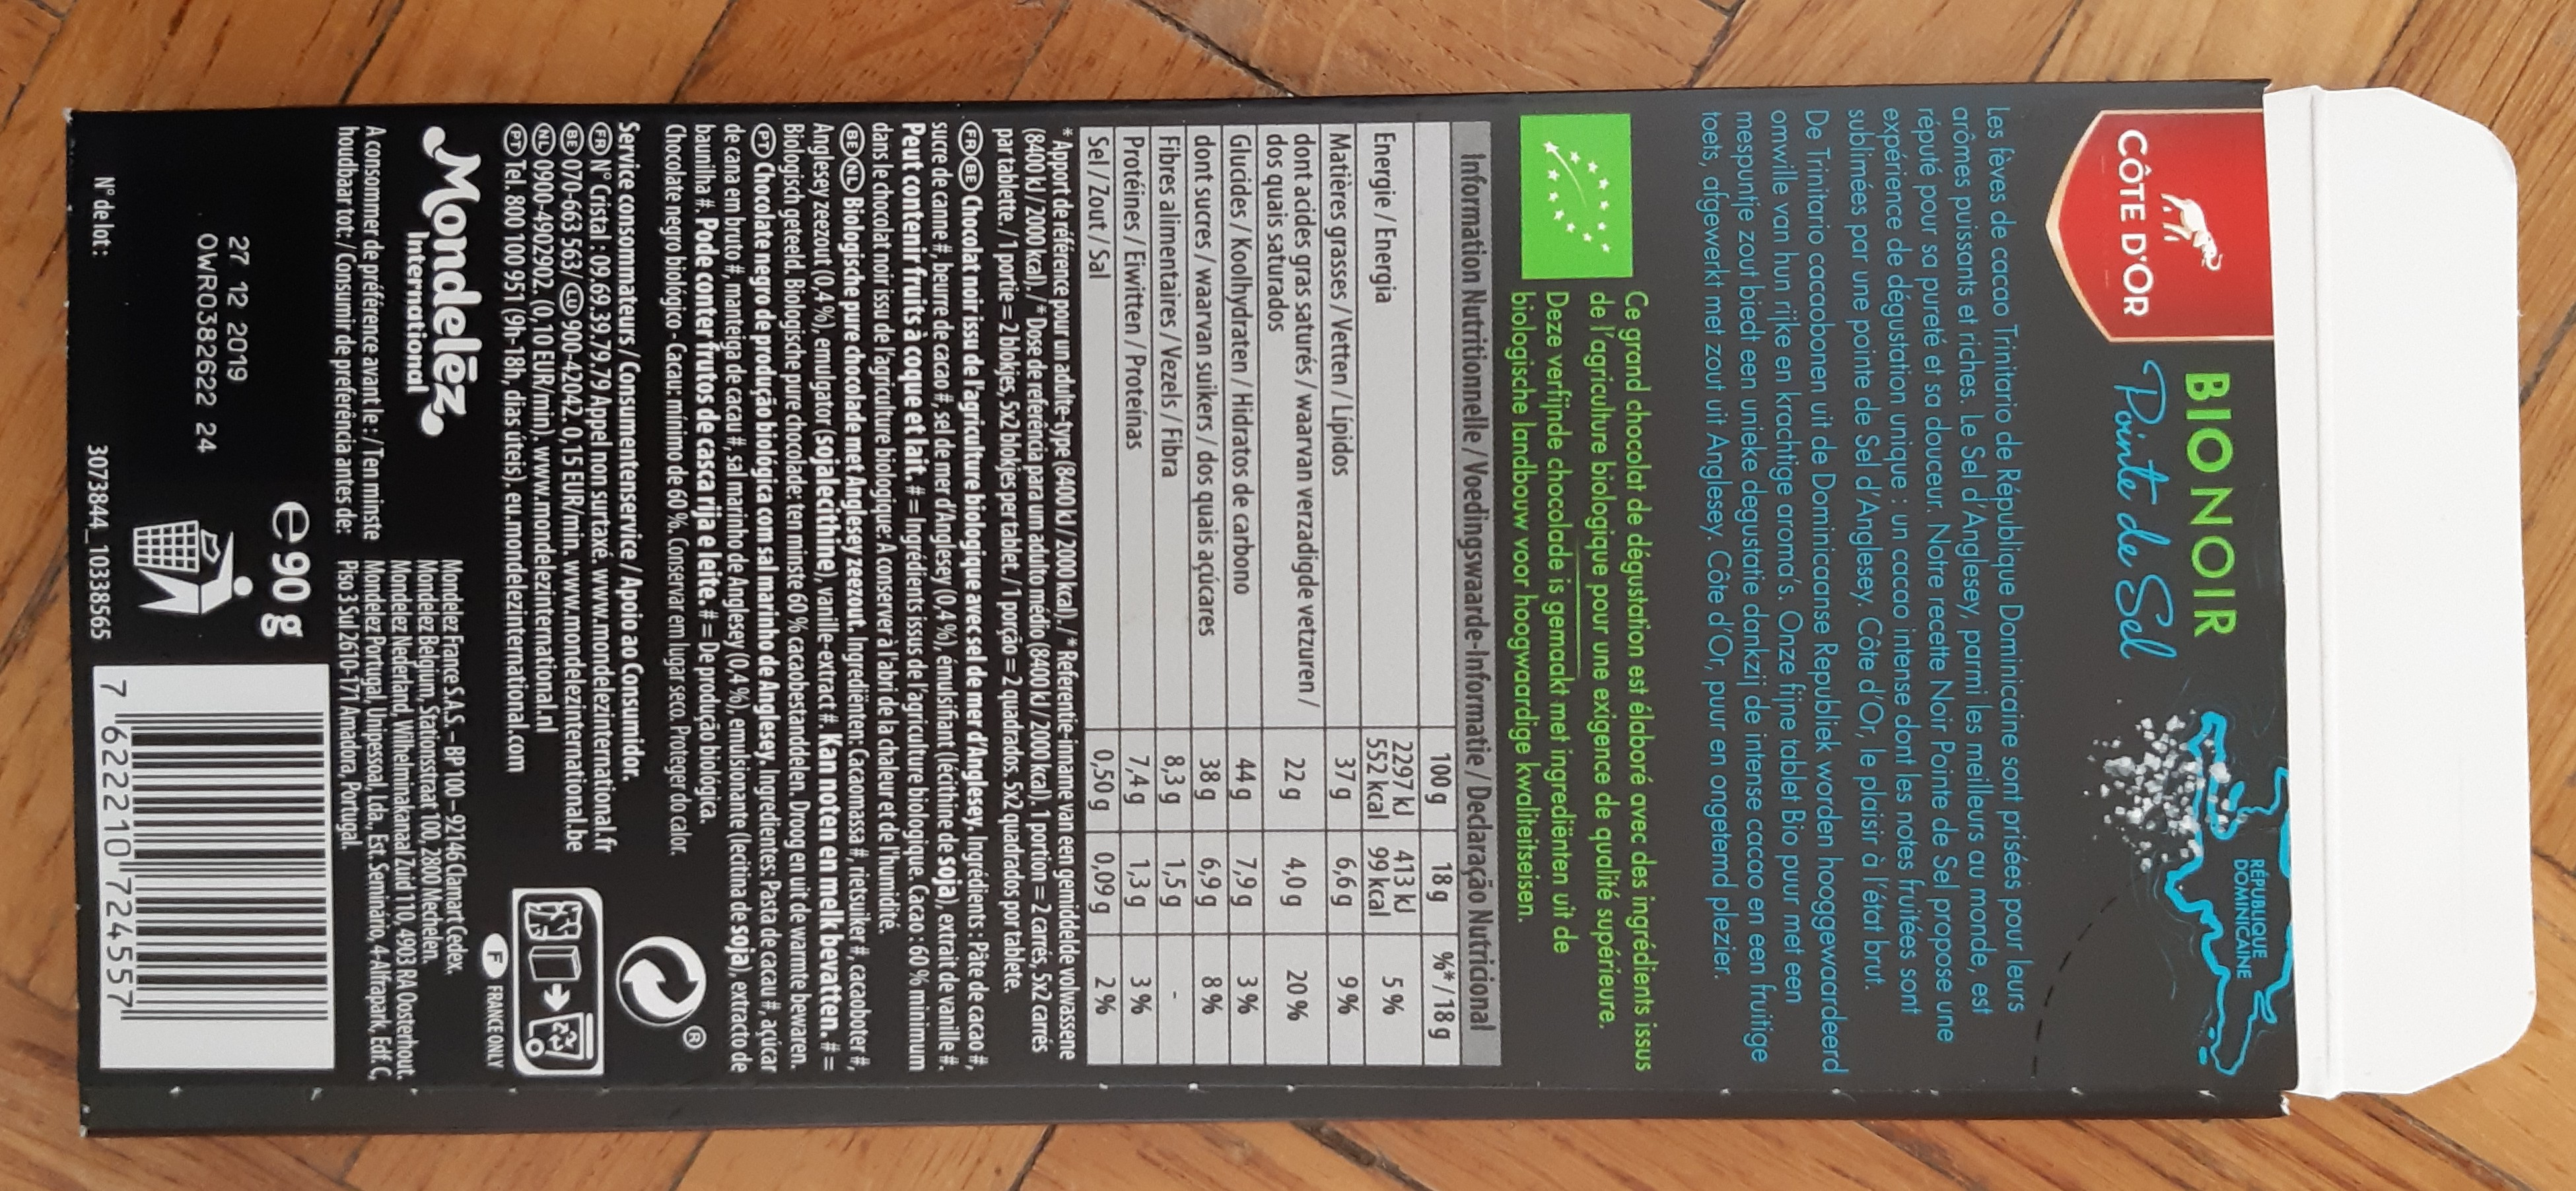 CÔTE D'OR
BIO NOIR
Pointe de Sel
RÉPUBLIQUE
DOMINICAINE
Les fèves de cacao Trinitario de République Dominicaine sont prisées pour leurs
arômes puissants et riches. Le Sel d'Anglesey, parmi les meilleurs au monde, est
réputé pour sa pureté et sa douceur. Notre recette Noir Pointe de Sel propose une
expérience de dégustation unique : un cacao intense dont les notes fruitées sont
sublimées par une pointe de Sel d'Anglesey. Côte d'Or, le plaisir à l'état brut.
De Trinitario cacaobonen uit de Dominicaanse Republiek worden hooggewaardeerd
omwille van hun rijke en krachtige aroma's. Onze fijne tablet Bio puur met een
mespuntje zout biedt een unieke degustatie dankzij de intense cacao en een fruitige
toets, afgewerkt met zout uit Anglesey. Côte d'Or, puur en ongetemd plezier.
Ce grand chocolat de dégustation est élaboré avec des ingrédients issus
de l'agriculture biologique pour une exigence de qualité supérieure.
Deze verfijnde chocolade is gemaakt met ingrediënten uit de
biologische landbouw voor hoogwaardige kwaliteitseisen.
Information Nutritionnelle / Voedingswaarde-Informatie / Declaração Nutricional
100 g 18 g %* / 18 g
Energie / Energia 2297 kJ 413 kJ 5 %
552 kcal 99 kcal
Matières grasses / Vetten / Lípidos 37 g 6,6 g 9 %
dont acides gras saturés / waarvan verzadigde vetzuren /
dos quais saturados 22 g 4,0 g 20 %
Glucides / Koolhydraten / Hidratos de carbono 44 g 7,9 g 3 %
dont sucres / waarvan suikers / dos quais açúcares 38 g 6,9 g 8 %
Fibres alimentaires / Vezels / Fibra 8,3 g 1,5 g -
Protéines / Eiwitten / Proteínas 7,4 g 1,3 g 3 %
Sel / Zout / Sal 0,50 g 0,09 g 2 %
* Apport de référence pour un adulte-type (8400 kJ / 2000 kcal). / * Referentie-inname van een gemiddelde volwassene
(8400 kJ / 2000 kcal). / * Dose de referência para um adulto médio (8400 kJ / 2000 kcal). 1 portion = 2 carrés, 5x2 carrés
par tablette. / 1 portie = 2 blokjes, 5x2 blokjes per tablet. / 1 porção = 2 quadrados. 5x2 quadrados por tablete.
FR BE Chocolat noir issu de l'agriculture biologique avec sel de mer d'Anglesey. Ingrédients : Pâte de cacao #,
sucre de canne #, beurre de cacao #, sel de mer d'Anglesey (0,4 %), émulsifiant (lécithine de soja), extrait de vanille #.
Peut contenir fruits à coque et lait. # = Ingrédients issus de l'agriculture biologique. Cacao : 60 % minimum
dans le chocolat noir issu de l'agriculture biologique. A conserver à l'abri de la chaleur et de l'humidité.
BE NL Biologische pure chocolade met Anglesey zeezout. Ingrediënten: Cacaomassa #, rietsuiker #, cacaoboter #,
Anglesey zeezout (0,4 %), emulgator (sojalecithine), vanille-extract #. Kan noten en melk bevatten. # =
Biologisch geteeld. Biologische pure chocolade: ten minste 60 % cacaobestanddelen. Droog en uit de warmte bewaren.
PT Chocolate negro de produção biológica com sal marinho de Anglesey. Ingredientes: Pasta de cacau #, açúcar
de cana em bruto #, manteiga de cacau #, sal marinho de Anglesey (0,4 %), emulsionante (lecitina de soja), extracto de
baunilha #. Pode conter frutos de casca rija e leite. # = De produção biológica.
Chocolate negro biológico - Cacau: mínimo de 60 %. Conservar em lugar seco. Proteger do calor.
Service consommateurs / Consumentenservice / Apoio ao Consumidor.
FR N° Cristal : 09.69.39.79.79 Appel non surtaxé. www.mondelezinternational.fr
BE 070-663 563 / LU 900-42042. 0,15 EUR/min. www.mondelezinternational.be
NL 0900-4902902. (0,10 EUR/min). www.mondelezinternational.nl
PT Tel. 800 100 951 (9h-18h, dias úteis). eu.mondelezinternational.com
®
F FRANCE ONLY
Mondelēz
International
Mondelez France S.A.S. – BP 100 – 92146 Clamart Cedex.
Mondelez Belgium, Stationsstraat 100, 2800 Mechelen.
Mondelez Nederland, Wilhelminakanaal Zuid 110, 4903 RA Oosterhout.
Mondelez Portugal, Unipessoal, Lda., Est. Seminário, 4-Alfrapark, Edf. C,
Piso 3 Sul 2610-171 Amadora, Portugal.
A consommer de préférence avant le : / Ten minste
houdbaar tot: / Consumir de preferência antes de:
e 90 g
27 12 2019
OWR0382622 24
N° de lot :
3073844_10338565
7 622210 724557